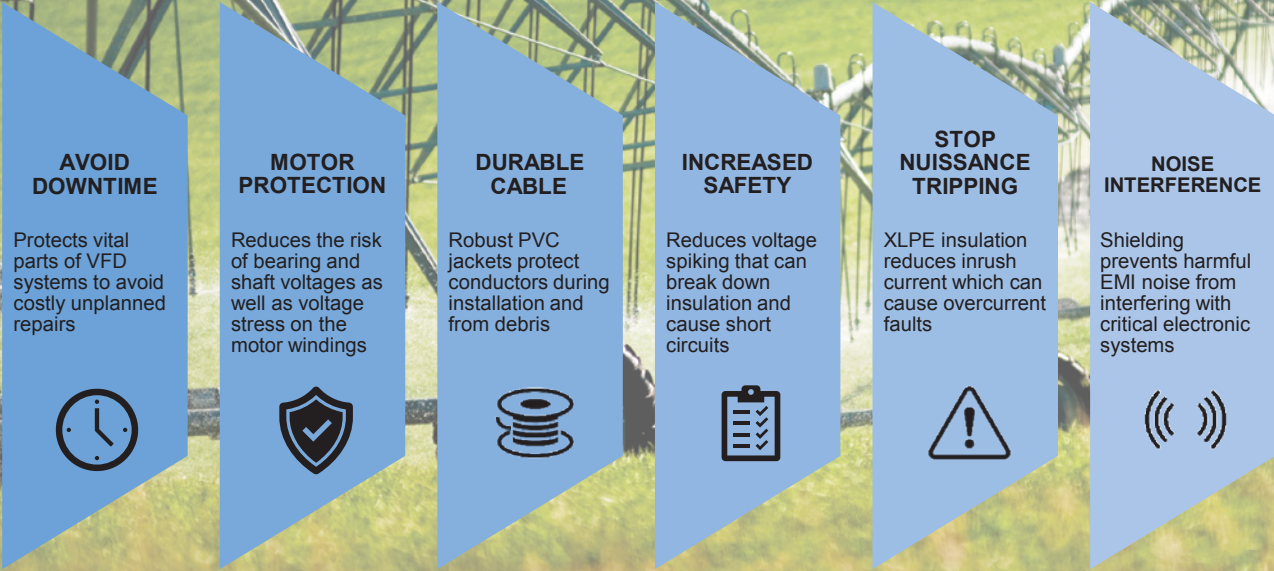 AVOID
DOWNTIME
Protects vital
parts of VFD
systems to avoid
costly unplanned
repairs
MOTOR
PROTECTION
Reduces the risk
of bearing and
shaft voltages as
well as voltage
stress on the
motor windings
DURABLE
CABLE
Robust PVC
jackets protect
conductors during
installation and
from debris
INCREASED
SAFETY
Reduces voltage
spiking that can
break down
insulation and
cause short
circuits
STOP
NUISSANCE
TRIPPING
XLPE insulation
reduces inrush
current which can
cause overcurrent
faults
NOISE
INTERFERENCE
Shielding
prevents harmful
EMI noise from
interfering with
critical electronic
systems